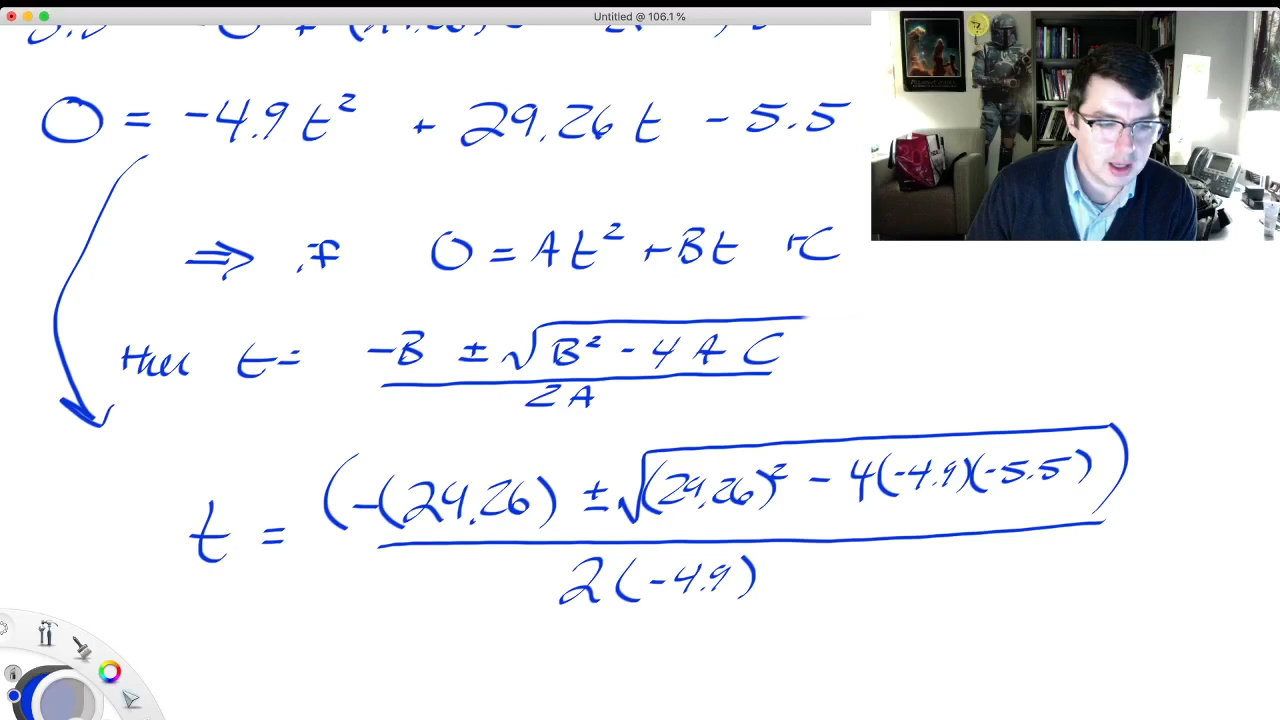 Untitled @ 106.1 %
0 = -4.9t² + 29.26t - 5.5
⇒ if 0 = At² + Bt + C
then t = (-B ± √(B² - 4AC)) / 2A
t = (-(29.26) ± √((29.26)² - 4(-4.9)(-5.5))) / 2(-4.9)